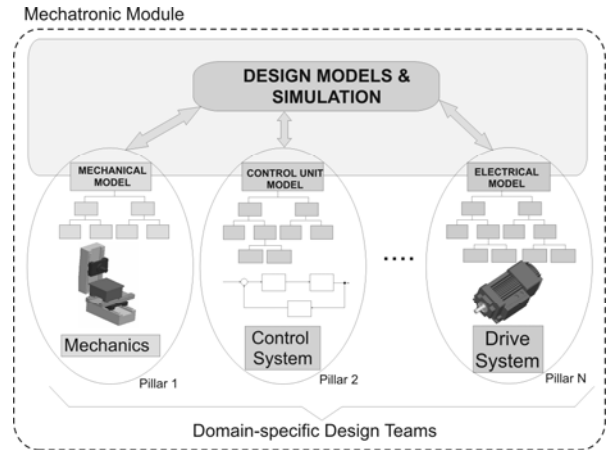 Mechatronic Module
DESIGN MODELS &
SIMULATION
MECHANICAL
MODEL
CONTROL UNIT
MODEL
ELECTRICAL
MODEL
....
Mechanics
Control
System
Drive
System
Pillar 1
Pillar 2
Pillar N
Domain-specific Design Teams